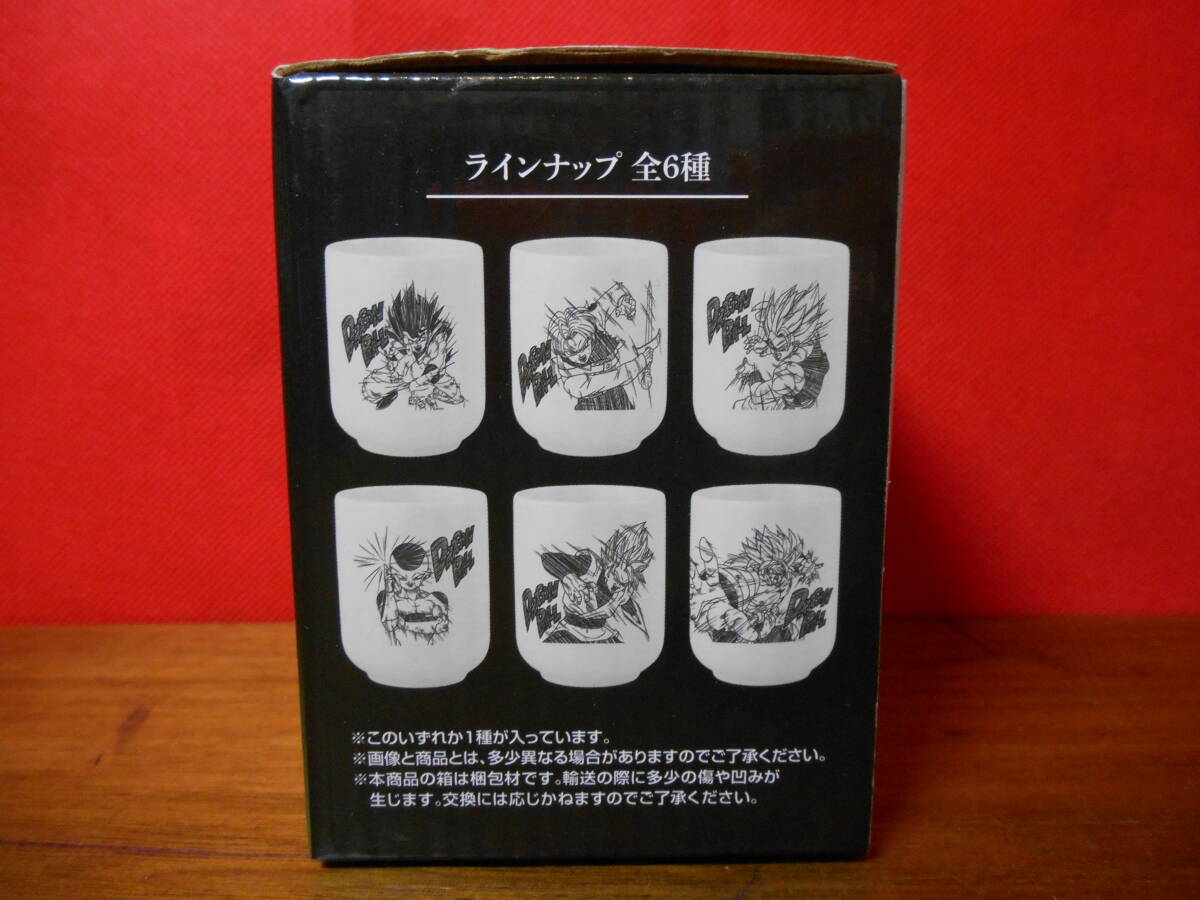 ラインナップ 全6種
DRAGON BALL
DRAGON BALL
DRAGON BALL
DRAGON BALL
DRAGON BALL
DRAGON BALL
※このいずれか1種が入っています。
※画像と商品とは、多少異なる場合がありますのでご了承ください。
※本商品の箱は梱包材です。輸送の際に多少の傷や凹みが
生じます。交換には応じかねますのでご了承ください。